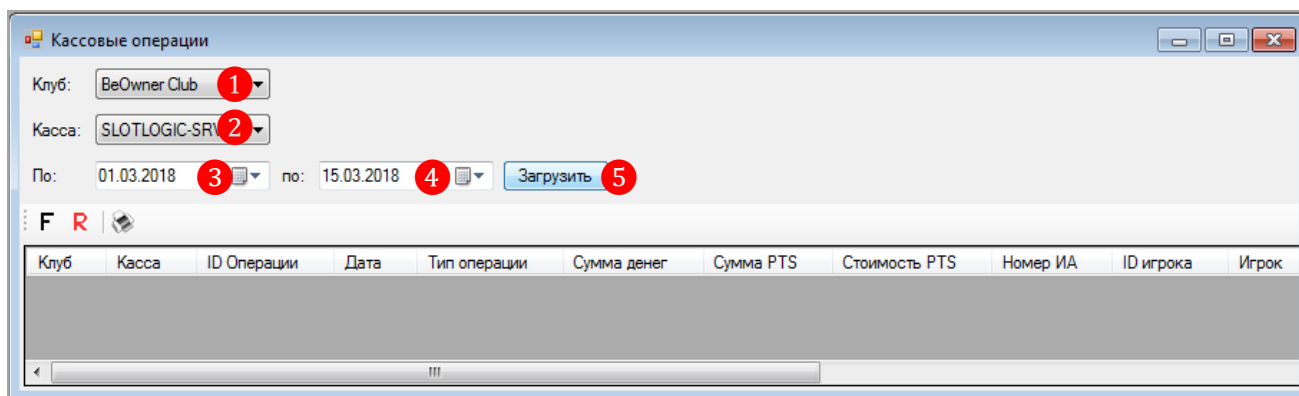 Кассовые операции
Клуб: BeOwner Club 1
Касса: SLOTLOGIC-SRV 2
По: 01.03.2018 3 по: 15.03.2018 4 Загрузить 5
F R
Клуб Касса ID Операции Дата Тип операции Сумма денег Сумма PTS Стоимость PTS Номер ИА ID игрока Игрок